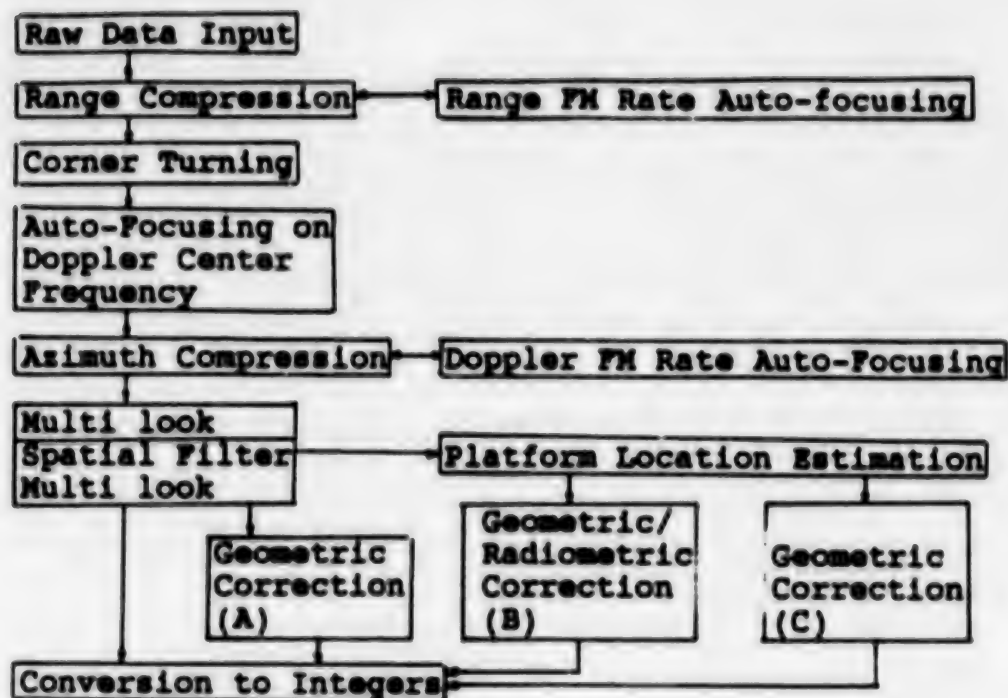 Raw Data Input
Range Compression
Range FM Rate Auto-focusing
Corner Turning
Auto-Focusing on
Doppler Center
Frequency
Azimuth Compression
Doppler FM Rate Auto-Focusing
Multi look
Spatial Filter
Multi look
Platform Location Estimation
Geometric
Correction
(A)
Geometric/
Radiometric
Correction
(B)
Geometric
Correction
(C)
Conversion to Integers